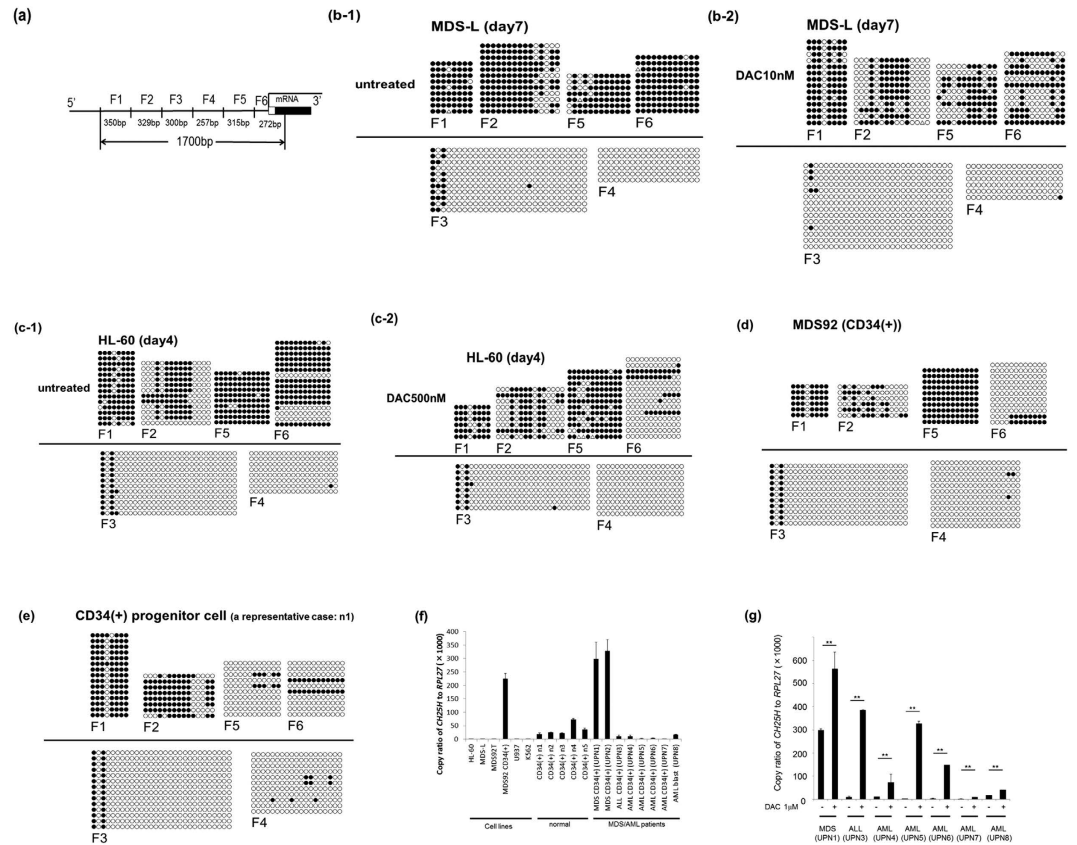 (a)
5' F1 F2 F3 F4 F5 F6 mRNA 3'
350bp 329bp 300bp 257bp 315bp 272bp
1700bp
(b-1)
MDS-L (day7)
untreated
F1 F2 F5 F6
F3 F4
(b-2)
MDS-L (day7)
DAC10nM
F1 F2 F5 F6
F3 F4
(c-1)
HL-60 (day4)
untreated
F1 F2 F5 F6
F3 F4
(c-2)
HL-60 (day4)
DAC500nM
F1 F2 F5 F6
F3 F4
(d)
MDS92 (CD34(+))
F1 F2 F5 F6
F3 F4
(e)
CD34(+) progenitor cell (a representative case: n1)
F1 F2 F5 F6
F3 F4
(f)
Copy ratio of CH25H to RPL27 (×1000)
400
350
300
250
200
150
100
50
0
HL-60
MDS-L
MDS92T
MDS92 CD34(+)
U937
K562
CD34(+) n1
CD34(+) n2
CD34(+) n3
CD34(+) n4
CD34(+) n5
MDS CD34(+) (UPN1)
MDS CD34(+) (UPN2)
ALL CD34(+) (UPN3)
AML CD34(+) (UPN4)
AML CD34(+) (UPN5)
AML CD34(+) (UPN6)
AML CD34(+) (UPN7)
AML blast (UPN8)
Cell lines normal MDS/AML patients
(g)
Copy ratio of CH25H to RPL27 (×1000)
600
500
400
300
200
100
0
** ** ** ** ** ** **
DAC 1μM - + - + - + - + - + - + - +
MDS ALL AML AML AML AML AML
(UPN1) (UPN3) (UPN4) (UPN5) (UPN6) (UPN7) (UPN8)